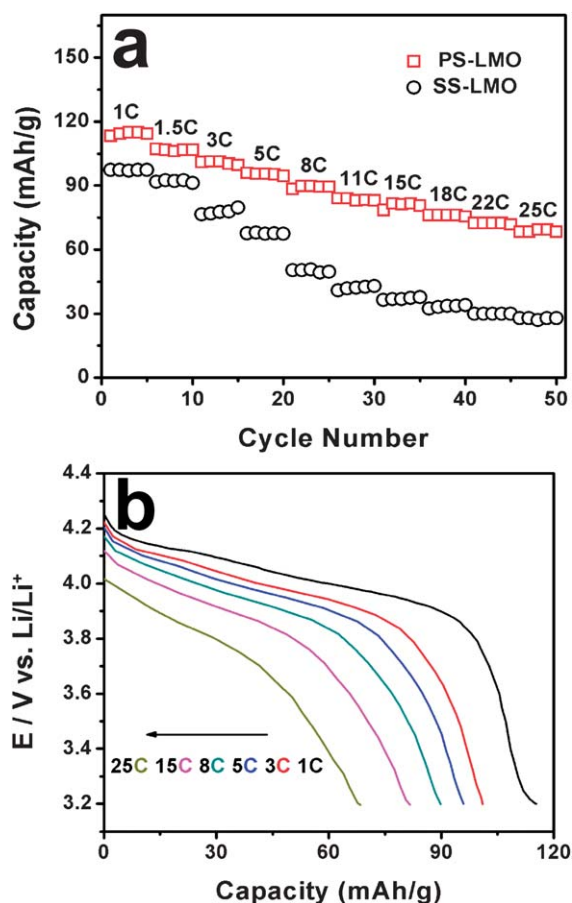 a
PS-LMO
SS-LMO
1C 1.5C 3C 5C 8C 11C 15C 18C 22C 25C
150
120
90
60
30
0
0 10 20 30 40 50
Capacity (mAh/g)
Cycle Number
b
4.4
4.2
4.0
3.8
3.6
3.4
3.2
E / V vs. Li/Li⁺
25C 15C 8C 5C 3C 1C
0 30 60 90 120
Capacity (mAh/g)